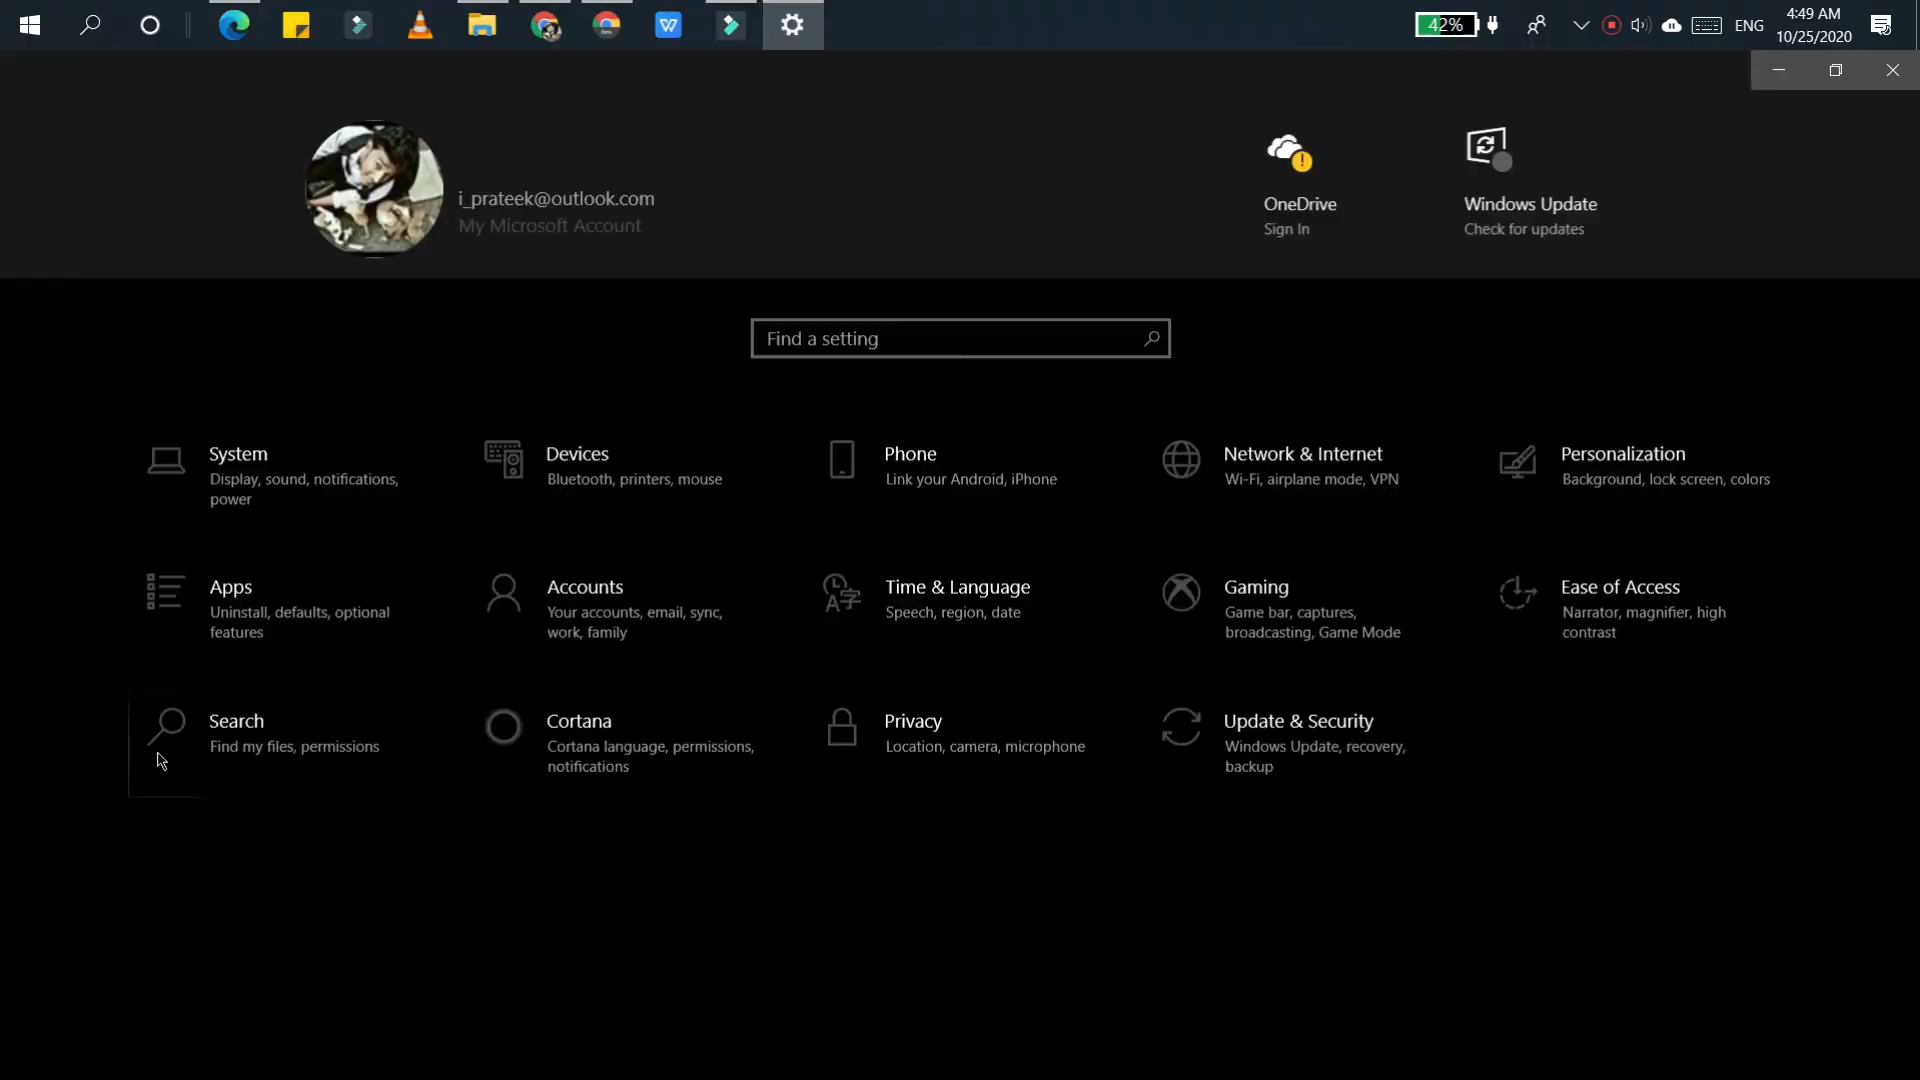 42%
ENG
4:49 AM
10/25/2020
i_prateek@outlook.com
My Microsoft Account
OneDrive
Sign In
Windows Update
Check for updates
Find a setting
System
Display, sound, notifications,
power
Devices
Bluetooth, printers, mouse
Phone
Link your Android, iPhone
Network & Internet
Wi-Fi, airplane mode, VPN
Personalization
Background, lock screen, colors
Apps
Uninstall, defaults, optional
features
Accounts
Your accounts, email, sync,
work, family
Time & Language
Speech, region, date
Gaming
Game bar, captures,
broadcasting, Game Mode
Ease of Access
Narrator, magnifier, high
contrast
Search
Find my files, permissions
Cortana
Cortana language, permissions,
notifications
Privacy
Location, camera, microphone
Update & Security
Windows Update, recovery,
backup